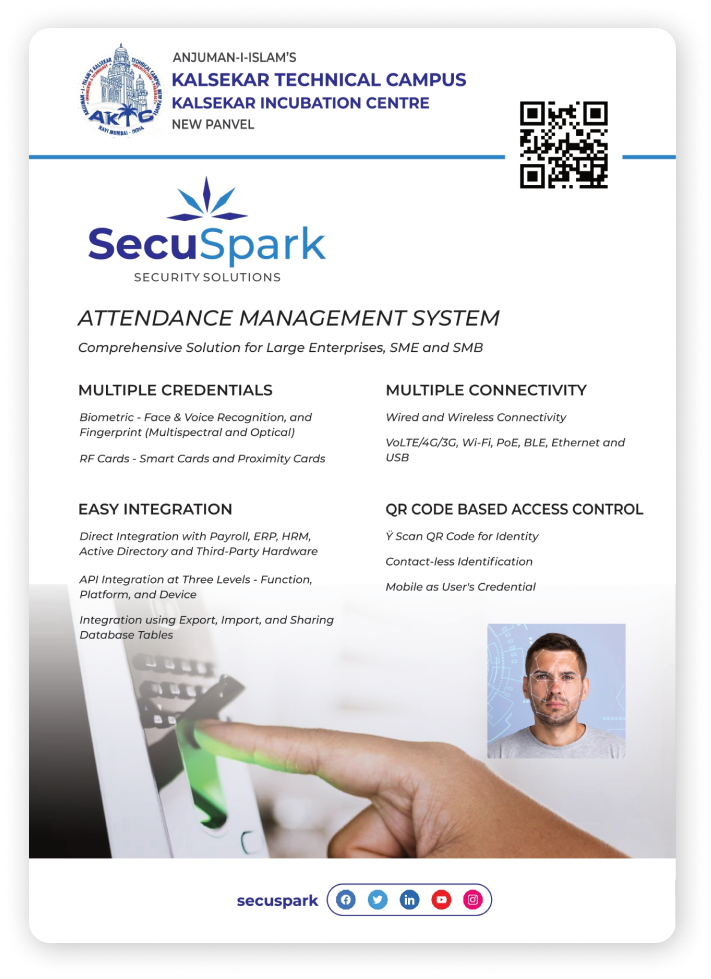 ANJUMAN-I-ISLAM'S
KALSEKAR TECHNICAL CAMPUS
KALSEKAR INCUBATION CENTRE
NEW PANVEL
AKTC
NAVI MUMBAI - INDIA
SecuSpark
SECURITY SOLUTIONS
ATTENDANCE MANAGEMENT SYSTEM
Comprehensive Solution for Large Enterprises, SME and SMB
MULTIPLE CREDENTIALS
Biometric - Face & Voice Recognition, and
Fingerprint (Multispectral and Optical)
RF Cards - Smart Cards and Proximity Cards
MULTIPLE CONNECTIVITY
Wired and Wireless Connectivity
VoLTE/4G/3G, Wi-Fi, PoE, BLE, Ethernet and
USB
EASY INTEGRATION
Direct Integration with Payroll, ERP, HRM,
Active Directory and Third-Party Hardware
API Integration at Three Levels - Function,
Platform, and Device
Integration using Export, Import, and Sharing
Database Tables
QR CODE BASED ACCESS CONTROL
Ÿ Scan QR Code for Identity
Contact-less Identification
Mobile as User's Credential
secuspark